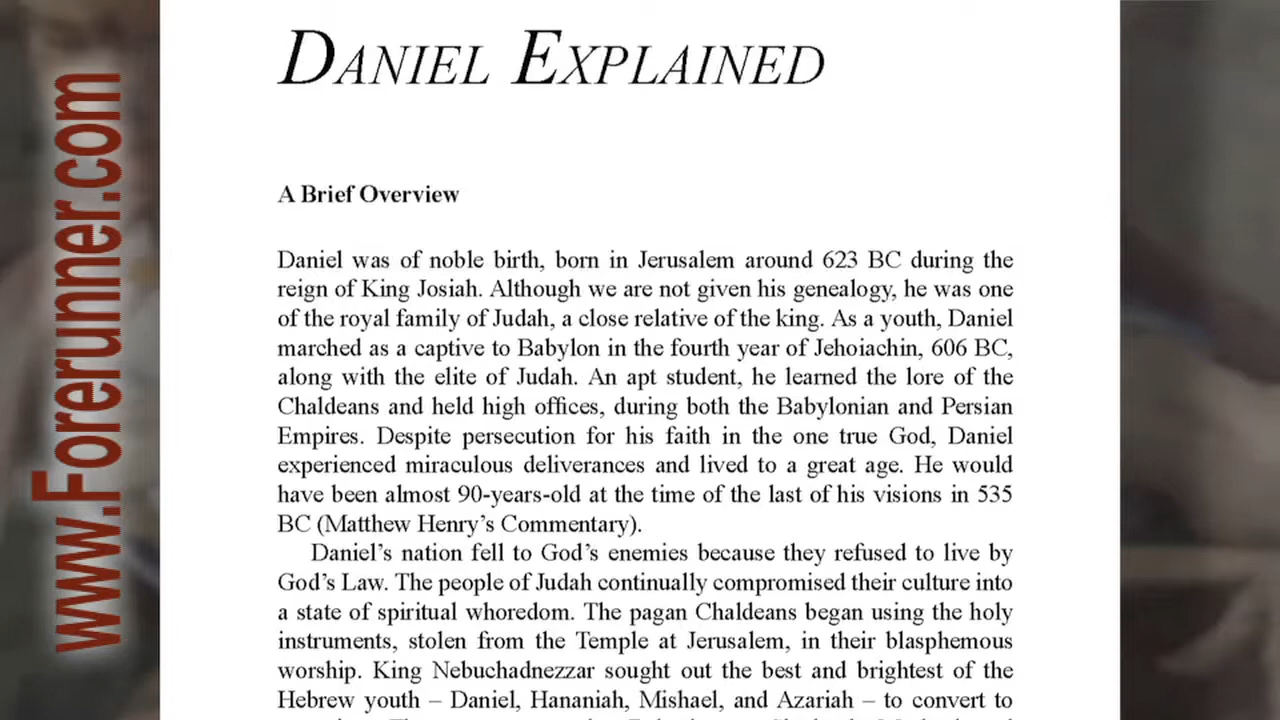 www.Forerunner.com
DANIEL EXPLAINED
A Brief Overview
Daniel was of noble birth, born in Jerusalem around 623 BC during the
reign of King Josiah. Although we are not given his genealogy, he was one
of the royal family of Judah, a close relative of the king. As a youth, Daniel
marched as a captive to Babylon in the fourth year of Jehoiachin, 606 BC,
along with the elite of Judah. An apt student, he learned the lore of the
Chaldeans and held high offices, during both the Babylonian and Persian
Empires. Despite persecution for his faith in the one true God, Daniel
experienced miraculous deliverances and lived to a great age. He would
have been almost 90-years-old at the time of the last of his visions in 535
BC (Matthew Henry's Commentary).
Daniel's nation fell to God's enemies because they refused to live by
God's Law. The people of Judah continually compromised their culture into
a state of spiritual whoredom. The pagan Chaldeans began using the holy
instruments, stolen from the Temple at Jerusalem, in their blasphemous
worship. King Nebuchadnezzar sought out the best and brightest of the
Hebrew youth – Daniel, Hananiah, Mishael, and Azariah – to convert to